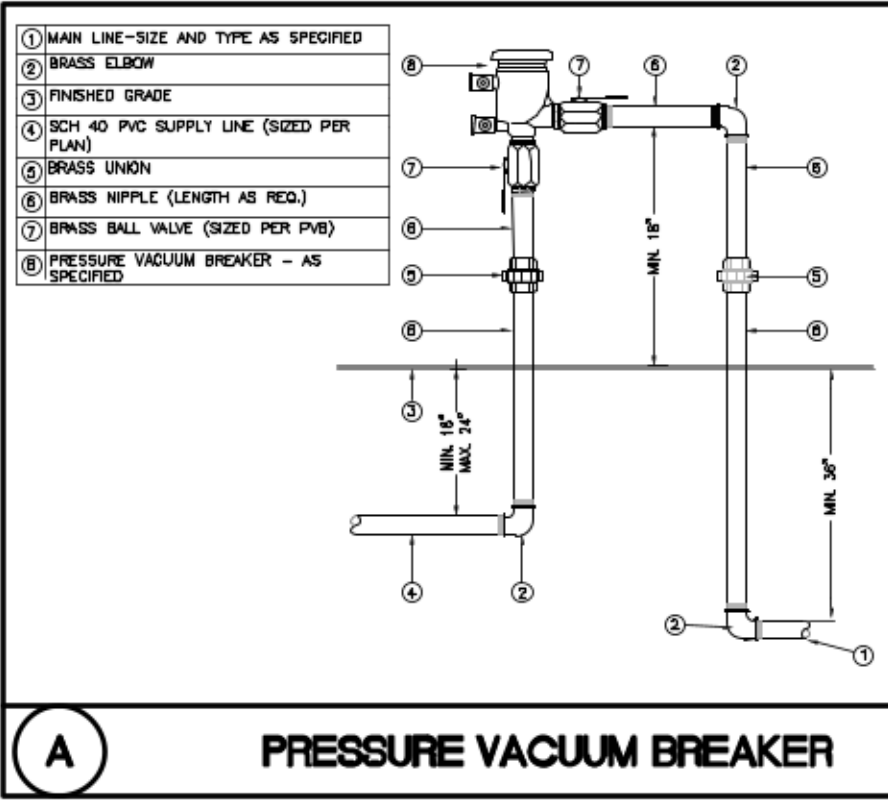 ① MAIN LINE-SIZE AND TYPE AS SPECIFIED
② BRASS ELBOW
③ FINISHED GRADE
④ SCH 40 PVC SUPPLY LINE (SIZED PER
PLAN)
⑤ BRASS UNION
⑥ BRASS NIPPLE (LENGTH AS REQ.)
⑦ BRASS BALL VALVE (SIZED PER PVB)
⑧ PRESSURE VACUUM BREAKER - AS
SPECIFIED
⑧
⑦
⑥
②
⑦
⑥
⑥
MIN. 18"
⑤
⑤
⑥
⑥
③
MIN. 18"
MAX. 24"
MIN. 36"
④
②
②
①
A
PRESSURE VACUUM BREAKER